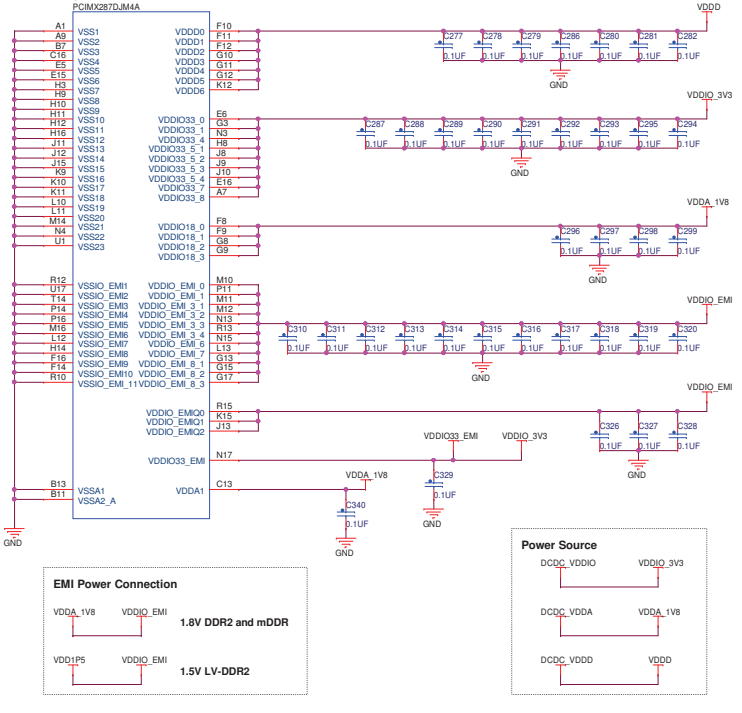 PCIMX287DJM4A
A1 VSS1
A9 VSS2
B7 VSS3
C16 VSS4
E5 VSS5
E15 VSS6
H3 VSS7
H9 VSS8
H10 VSS9
H11 VSS10
H12 VSS11
H16 VSS12
J11 VSS13
J12 VSS14
J15 VSS15
K9 VSS16
K10 VSS17
K11 VSS18
L10 VSS19
L11 VSS20
M14 VSS21
N4 VSS22
U1 VSS23
R12 VSSIO_EMI1
U17 VSSIO_EMI2
T14 VSSIO_EMI3
P14 VSSIO_EMI4
P16 VSSIO_EMI5
M16 VSSIO_EMI6
L12 VSSIO_EMI7
H14 VSSIO_EMI8
F16 VSSIO_EMI9
F14 VSSIO_EMI10
R10 VSSIO_EMI_11
B13 VSSA1
B11 VSSA2_A
GND
VDDD0 F10
VDDD1 F11
VDDD2 F12
VDDD3 G10
VDDD4 G11
VDDD5 G12
VDDD6 K12
VDDIO33_0 E6
VDDIO33_1 G3
VDDIO33_4 N3
VDDIO33_5_1 H8
VDDIO33_5_2 J8
VDDIO33_5_3 J9
VDDIO33_5_4 J10
VDDIO33_7 E16
VDDIO33_8 A7
VDDIO18_0 F8
VDDIO18_1 F9
VDDIO18_2 G8
VDDIO18_3 G9
VDDIO_EMI_0 M10
VDDIO_EMI_1 P11
VDDIO_EMI_3_1 M11
VDDIO_EMI_3_2 M12
VDDIO_EMI_3_3 N13
VDDIO_EMI_3_4 R13
VDDIO_EMI_6 N15
VDDIO_EMI_7 L13
VDDIO_EMI_8_1 G13
VDDIO_EMI_8_2 G15
VDDIO_EMI_8_3 G17
VDDIO_EMIQ0 R15
VDDIO_EMIQ1 K15
VDDIO_EMIQ2 J13
VDDIO33_EMI N17
VDDA1 C13
VDDD
C277 C278 C279 C286 C280 C281 C282
0.1UF 0.1UF 0.1UF 0.1UF 0.1UF 0.1UF 0.1UF
GND
VDDIO_3V3
C287 C288 C289 C290 C291 C292 C293 C295 C294
0.1UF 0.1UF 0.1UF 0.1UF 0.1UF 0.1UF 0.1UF 0.1UF 0.1UF
GND
VDDA_1V8
C296 C297 C298 C299
0.1UF 0.1UF 0.1UF 0.1UF
GND
VDDIO_EMI
C310 C311 C312 C313 C314 C315 C316 C317 C318 C319 C320
0.1UF 0.1UF 0.1UF 0.1UF 0.1UF 0.1UF 0.1UF 0.1UF 0.1UF 0.1UF 0.1UF
GND
VDDIO_EMI
C326 C327 C328
0.1UF 0.1UF 0.1UF
GND
VDDIO33_EMI VDDIO_3V3
C329
0.1UF
GND
VDDA_1V8
C340
0.1UF
GND
EMI Power Connection
VDDA_1V8 VDDIO_EMI
1.8V DDR2 and mDDR
VDD1P5 VDDIO_EMI
1.5V LV-DDR2
Power Source
DCDC_VDDIO VDDIO_3V3
DCDC_VDDA VDDA_1V8
DCDC_VDDD VDDD